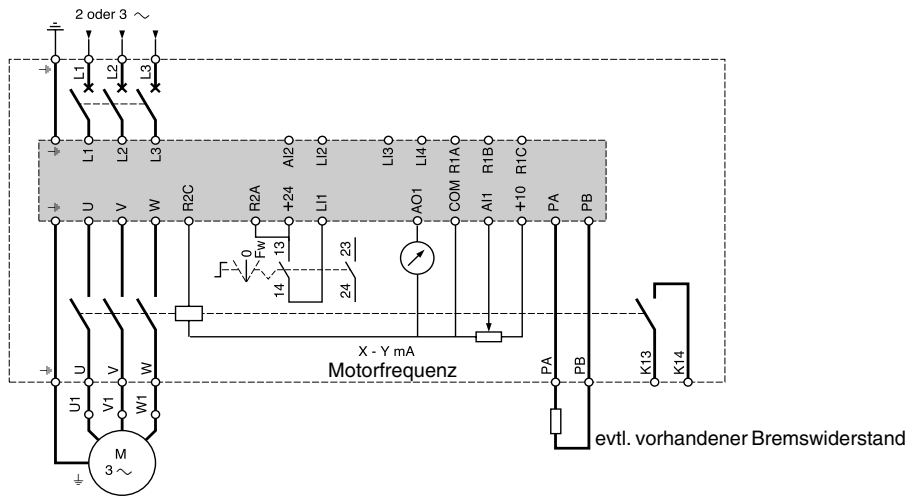 2 oder 3 ~
L1 L2 L3
L1 L2 L3 AI2 LI2 LI3 LI4 R1A R1B R1C
U V W R2C R2A +24 LI1 AO1 COM AI1 +10 PA PB
0 Fw 13 23
14 24
X - Y mA
Motorfrequenz
U V W PA PB K13 K14
U1 V1 W1
evtl. vorhandener Bremswiderstand
M
3 ~